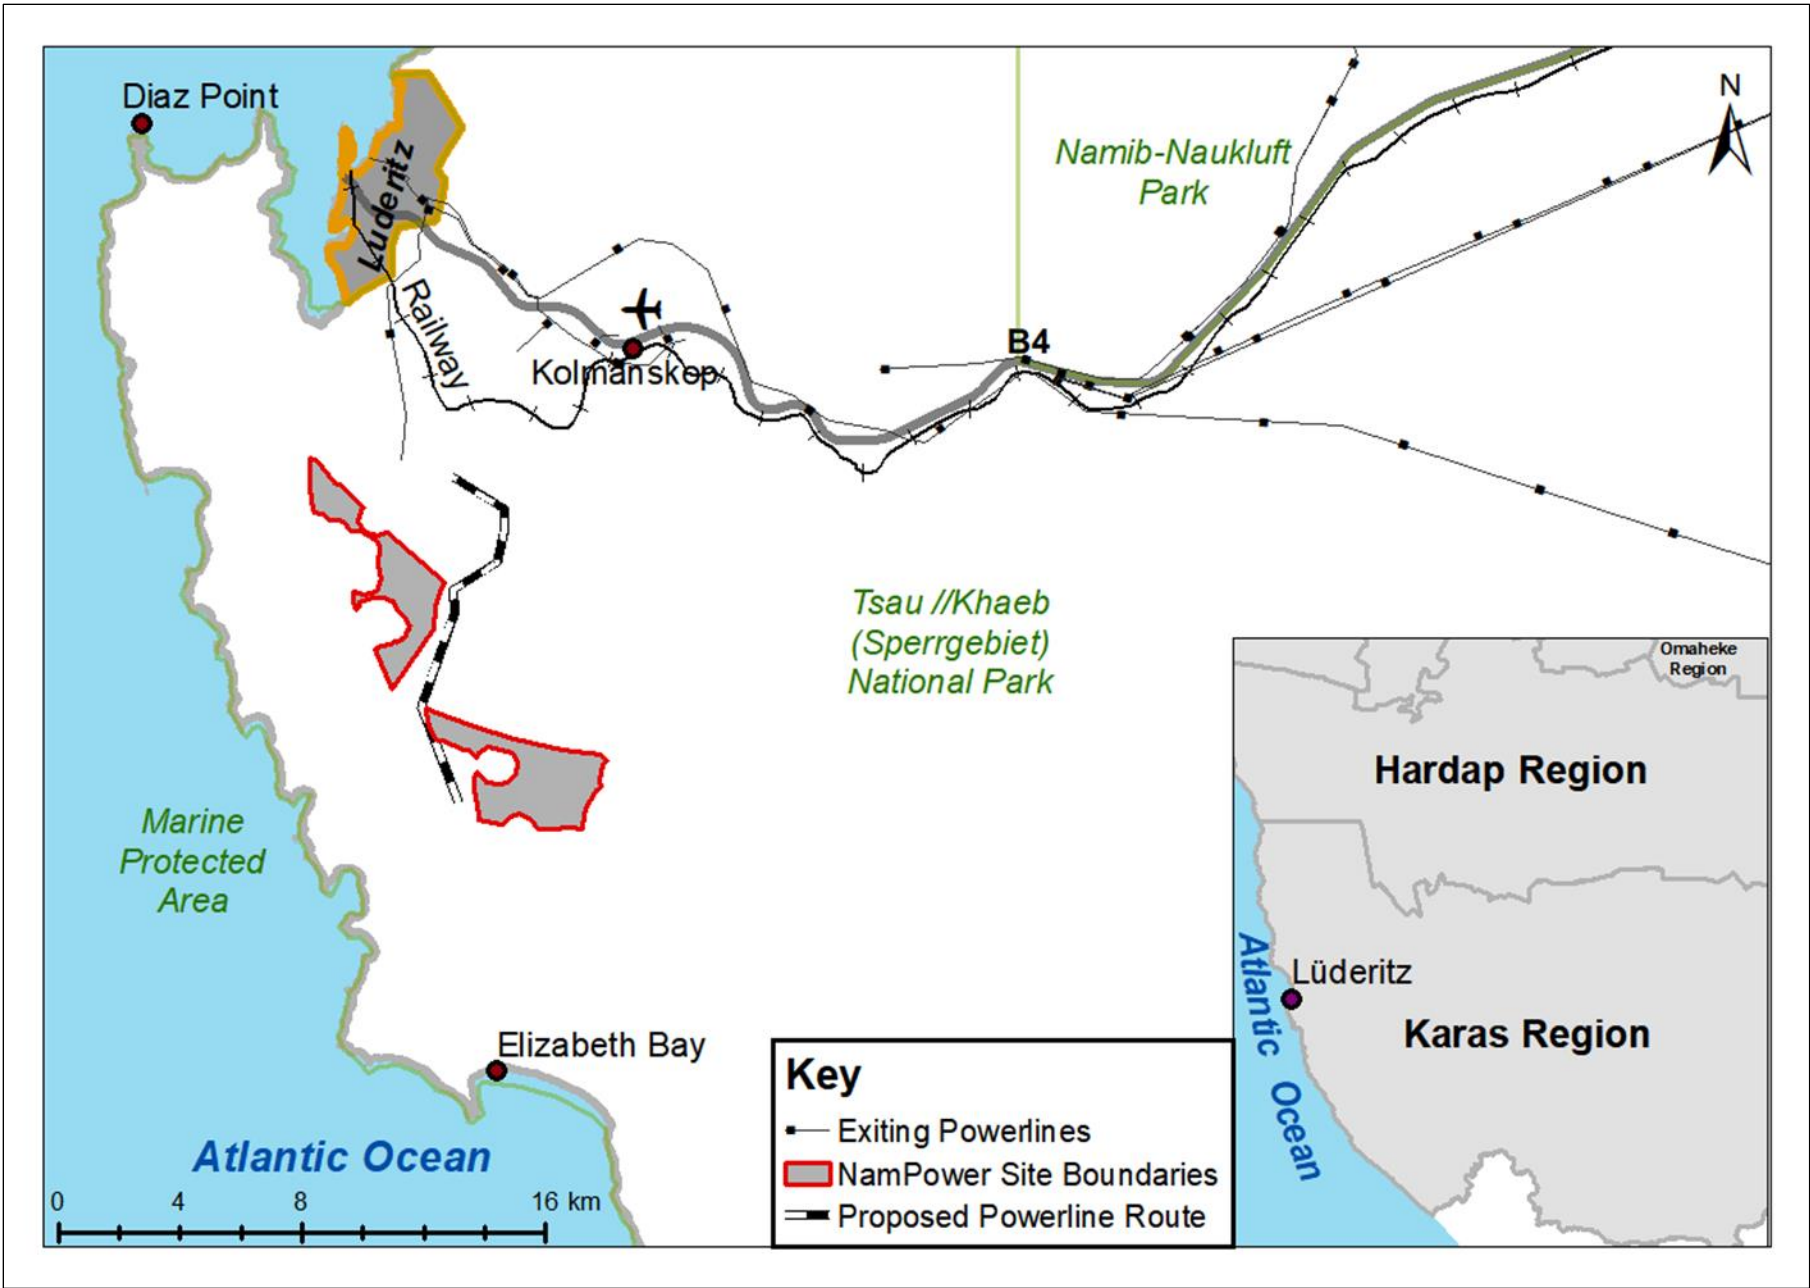 Diaz Point
Lüderitz
Namib-Naukluft
Park
N
Railway
Kolmanskop
B4
Tsau //Khaeb
(Sperrgebiet)
National Park
Marine
Protected
Area
Elizabeth Bay
Atlantic Ocean
0 4 8 16 km
Key
Exiting Powerlines
NamPower Site Boundaries
Proposed Powerline Route
Omaheke
Region
Hardap Region
Lüderitz
Karas Region
Atlantic Ocean